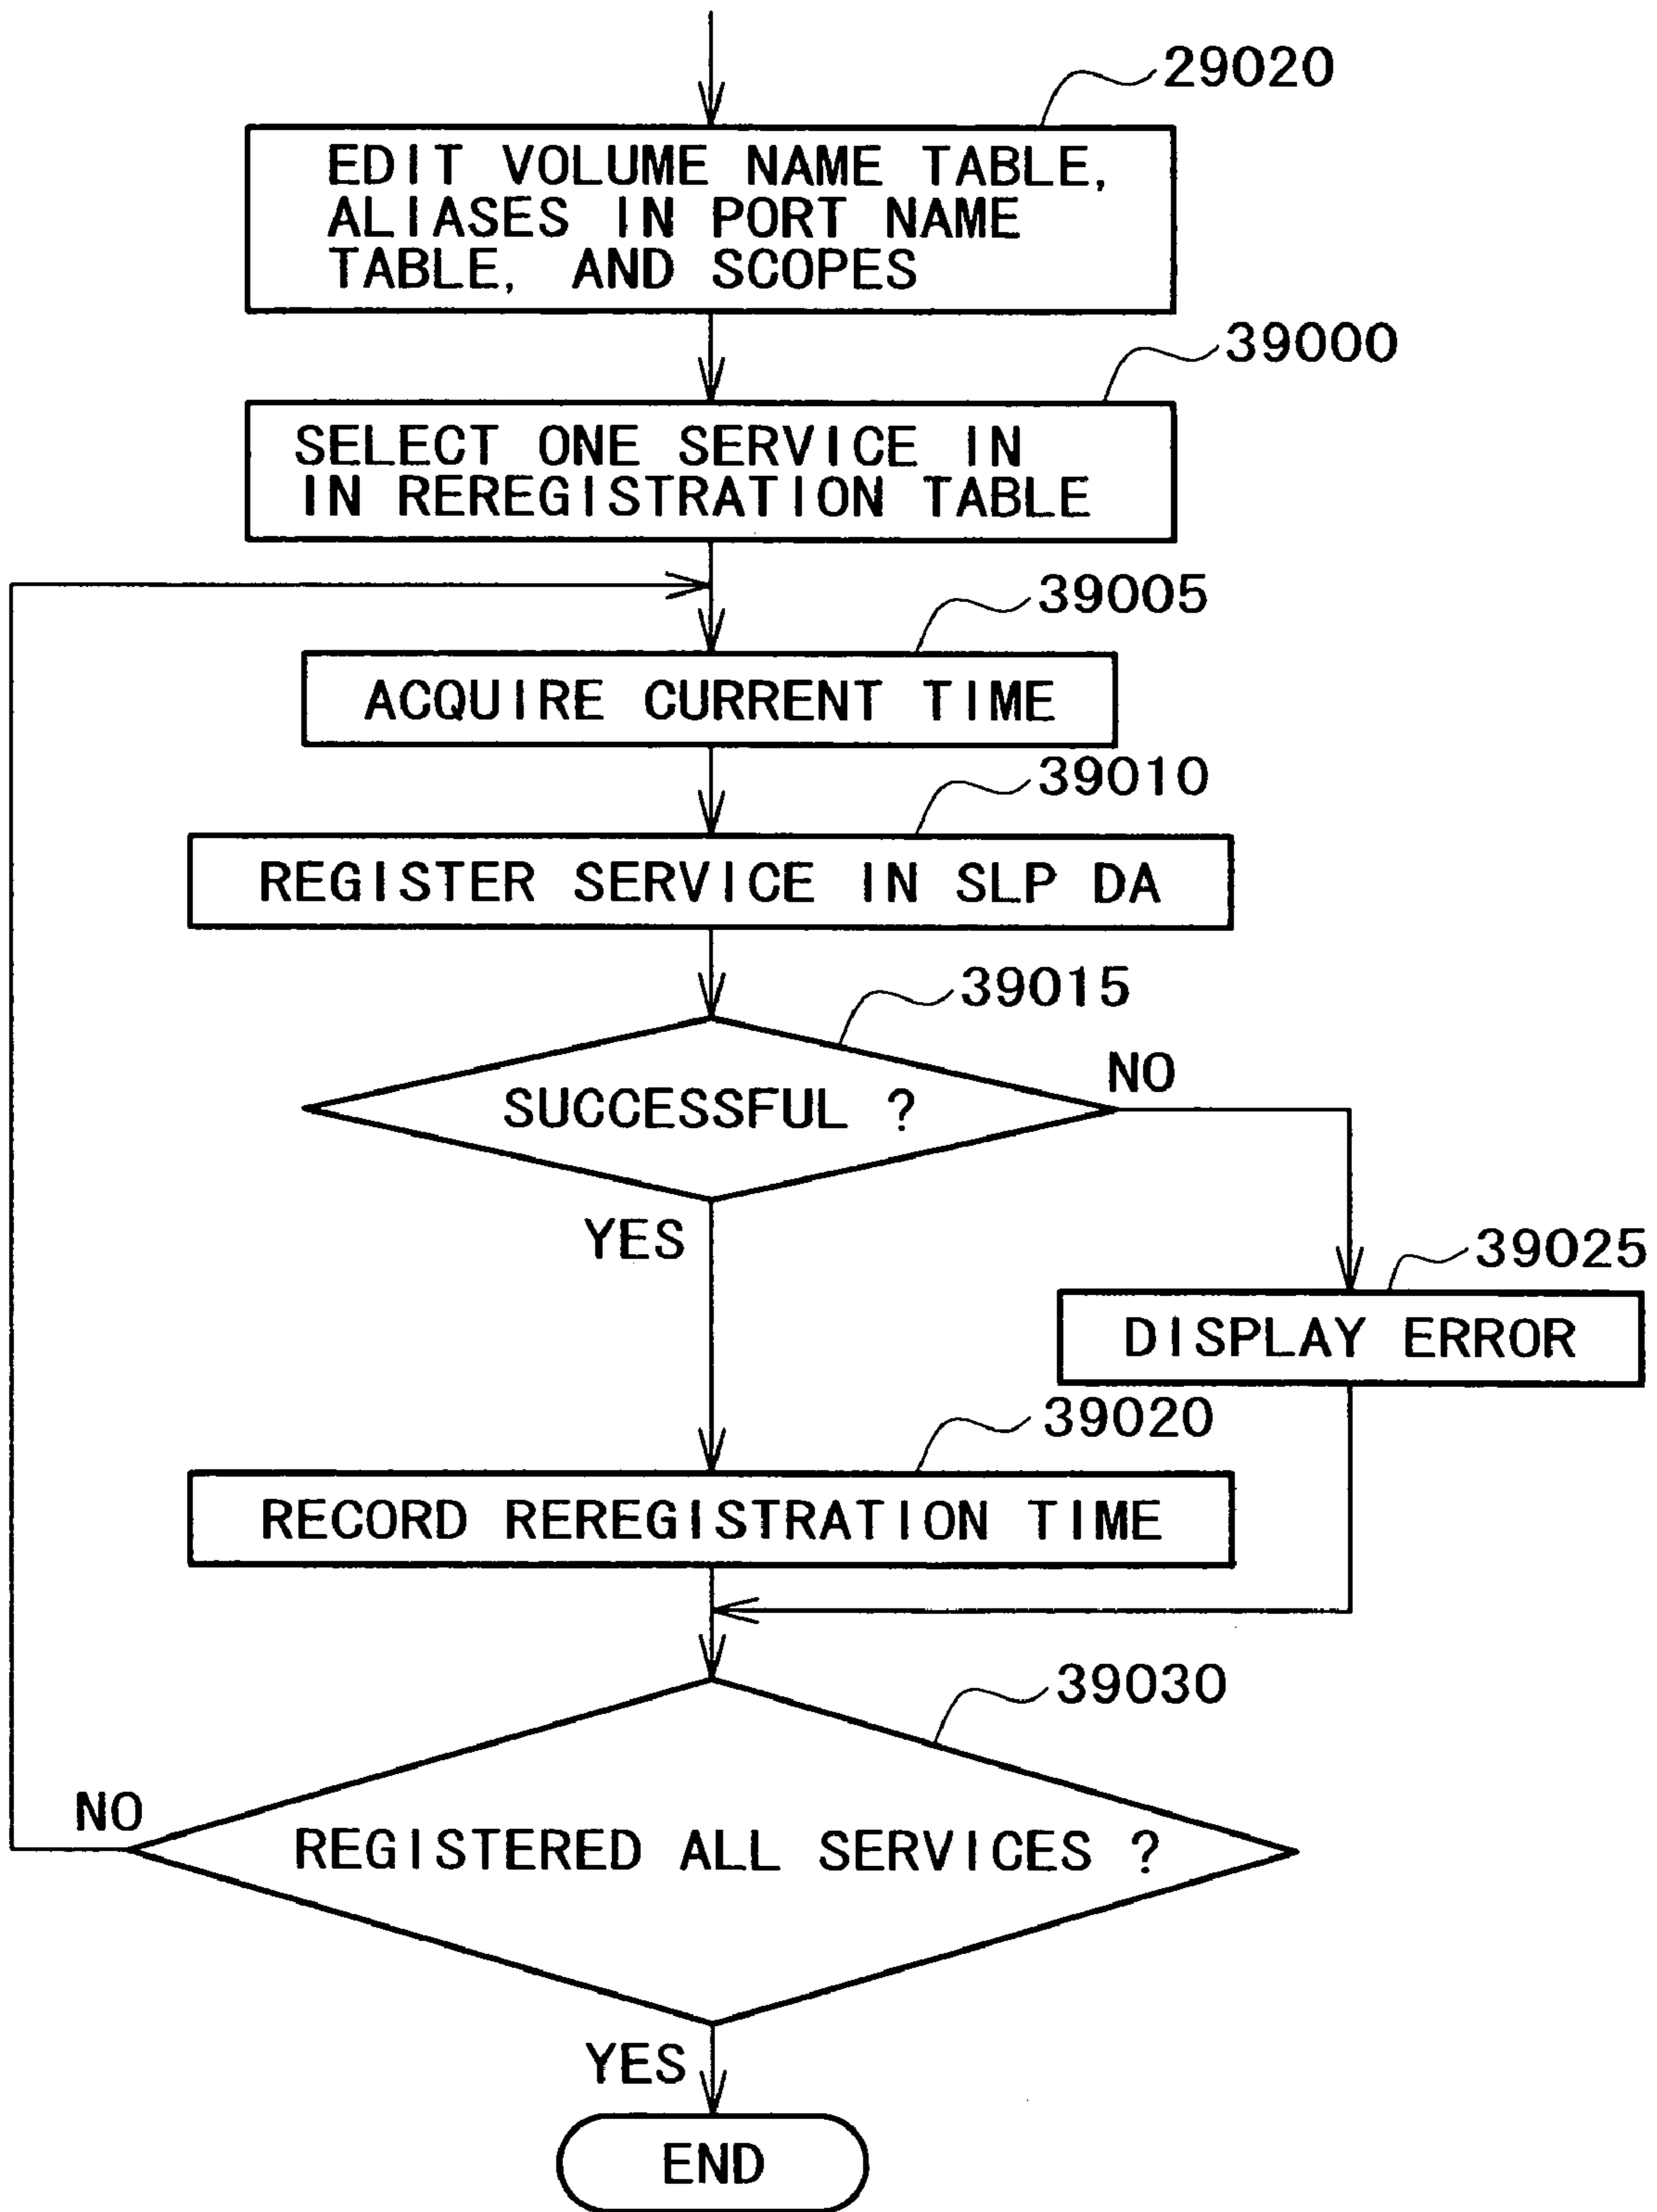 29020
EDIT VOLUME NAME TABLE,
ALIASES IN PORT NAME
TABLE, AND SCOPES
39000
SELECT ONE SERVICE IN
IN REREGISTRATION TABLE
39005
ACQUIRE CURRENT TIME
39010
REGISTER SERVICE IN SLP DA
39015
SUCCESSFUL ?
NO
YES
39025
DISPLAY ERROR
39020
RECORD REREGISTRATION TIME
39030
NO
REGISTERED ALL SERVICES ?
YES
END